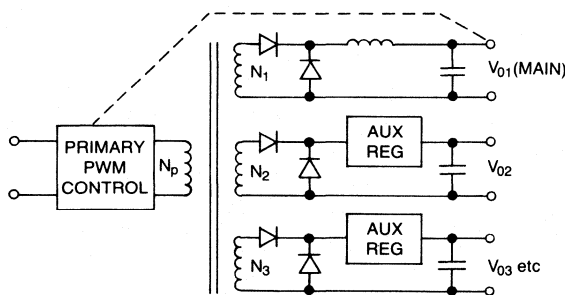 N1
V01(MAIN)
PRIMARY
PWM
CONTROL
Np
N2
AUX
REG
V02
N3
AUX
REG
V03 etc